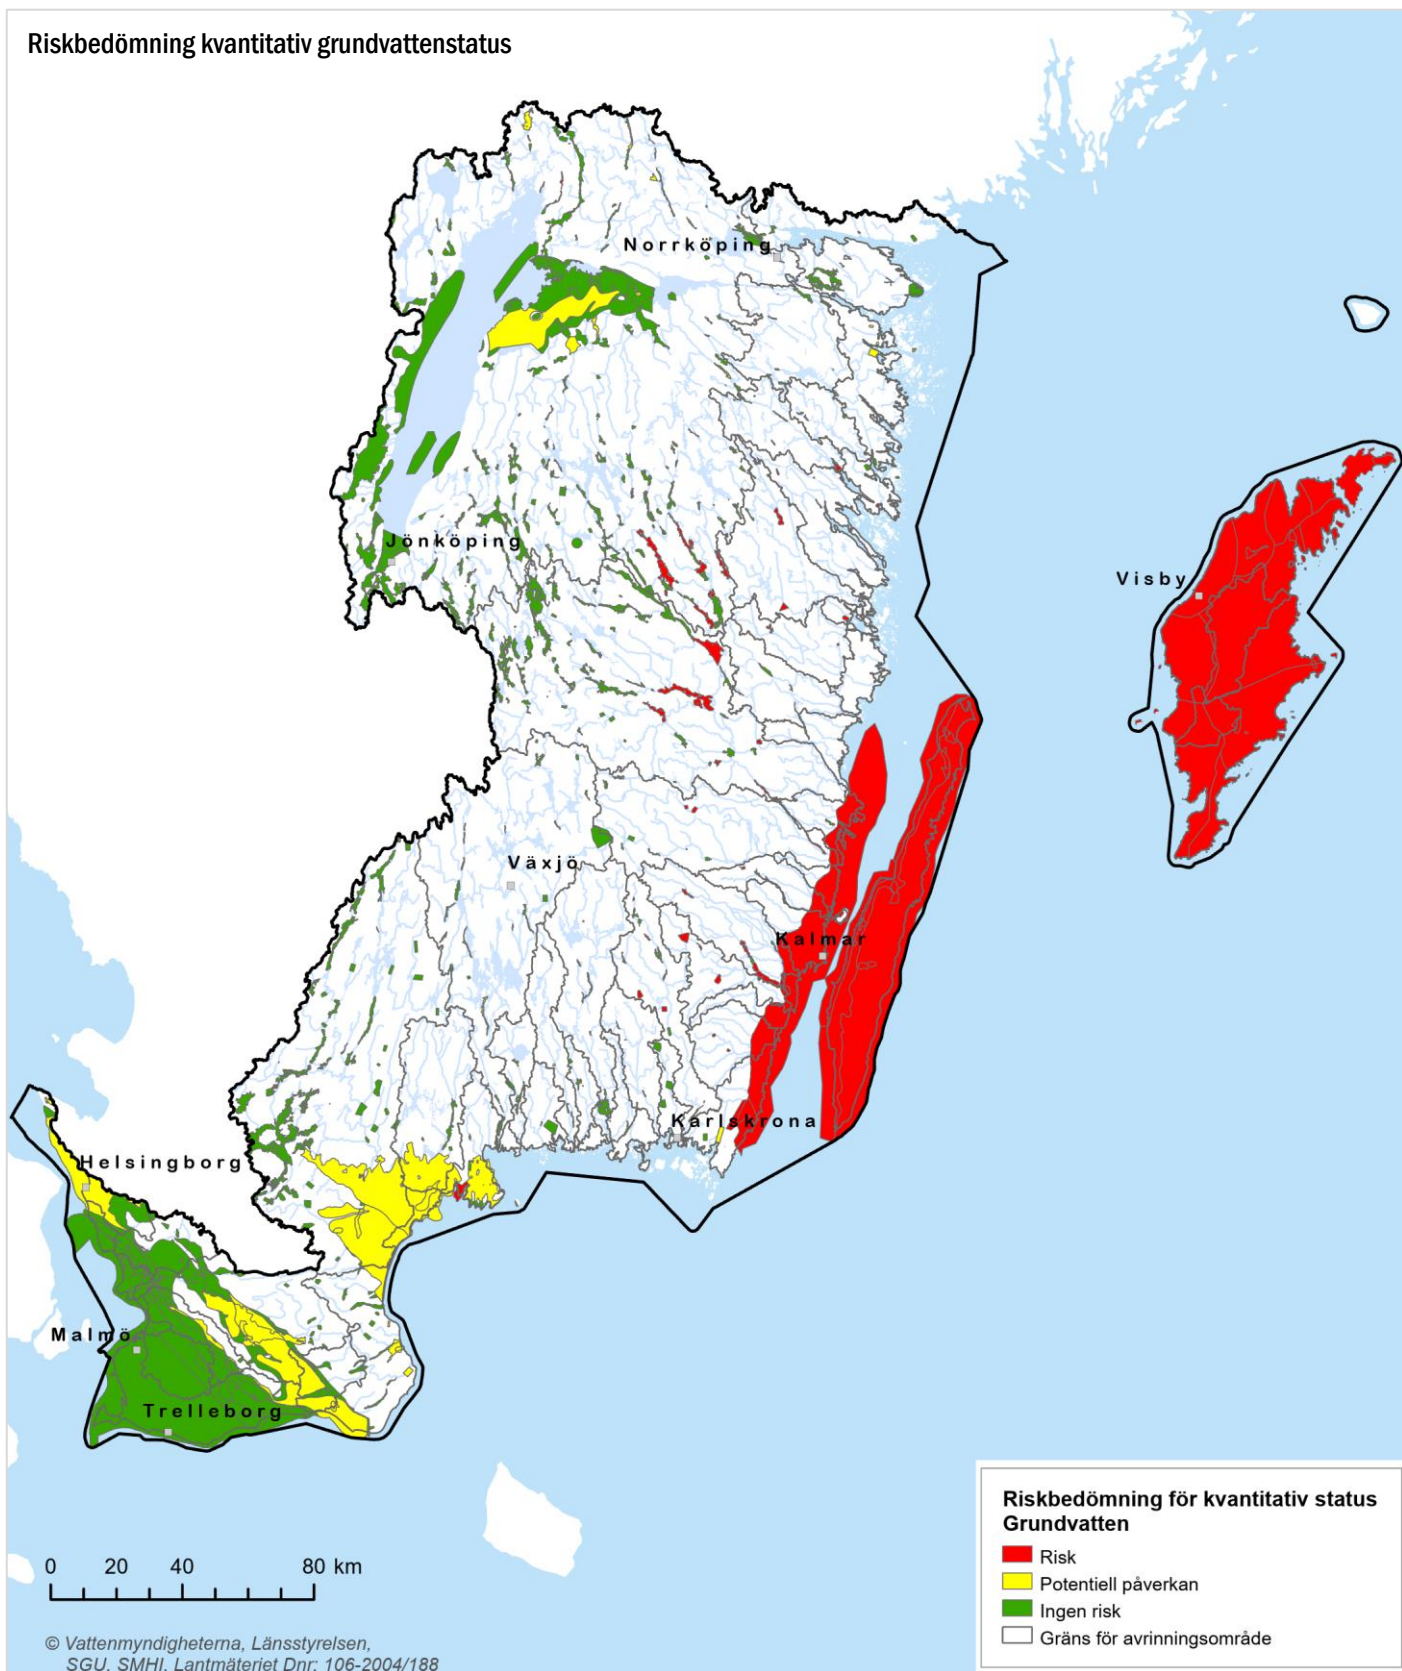 Riskbedömning kvantitativ grundvattenstatus
Norrköping
Jönköping
Visby
Växjö
Kalmar
Karlskrona
Helsingborg
Malmö
Trelleborg
Riskbedömning för kvantitativ status
Grundvatten
Risk
Potentiell påverkan
Ingen risk
Gräns för avrinningsområde
0 20 40 80 km
© Vattenmyndigheterna, Länsstyrelsen,
SGU, SMHI, Lantmäteriet Dnr: 106-2004/188